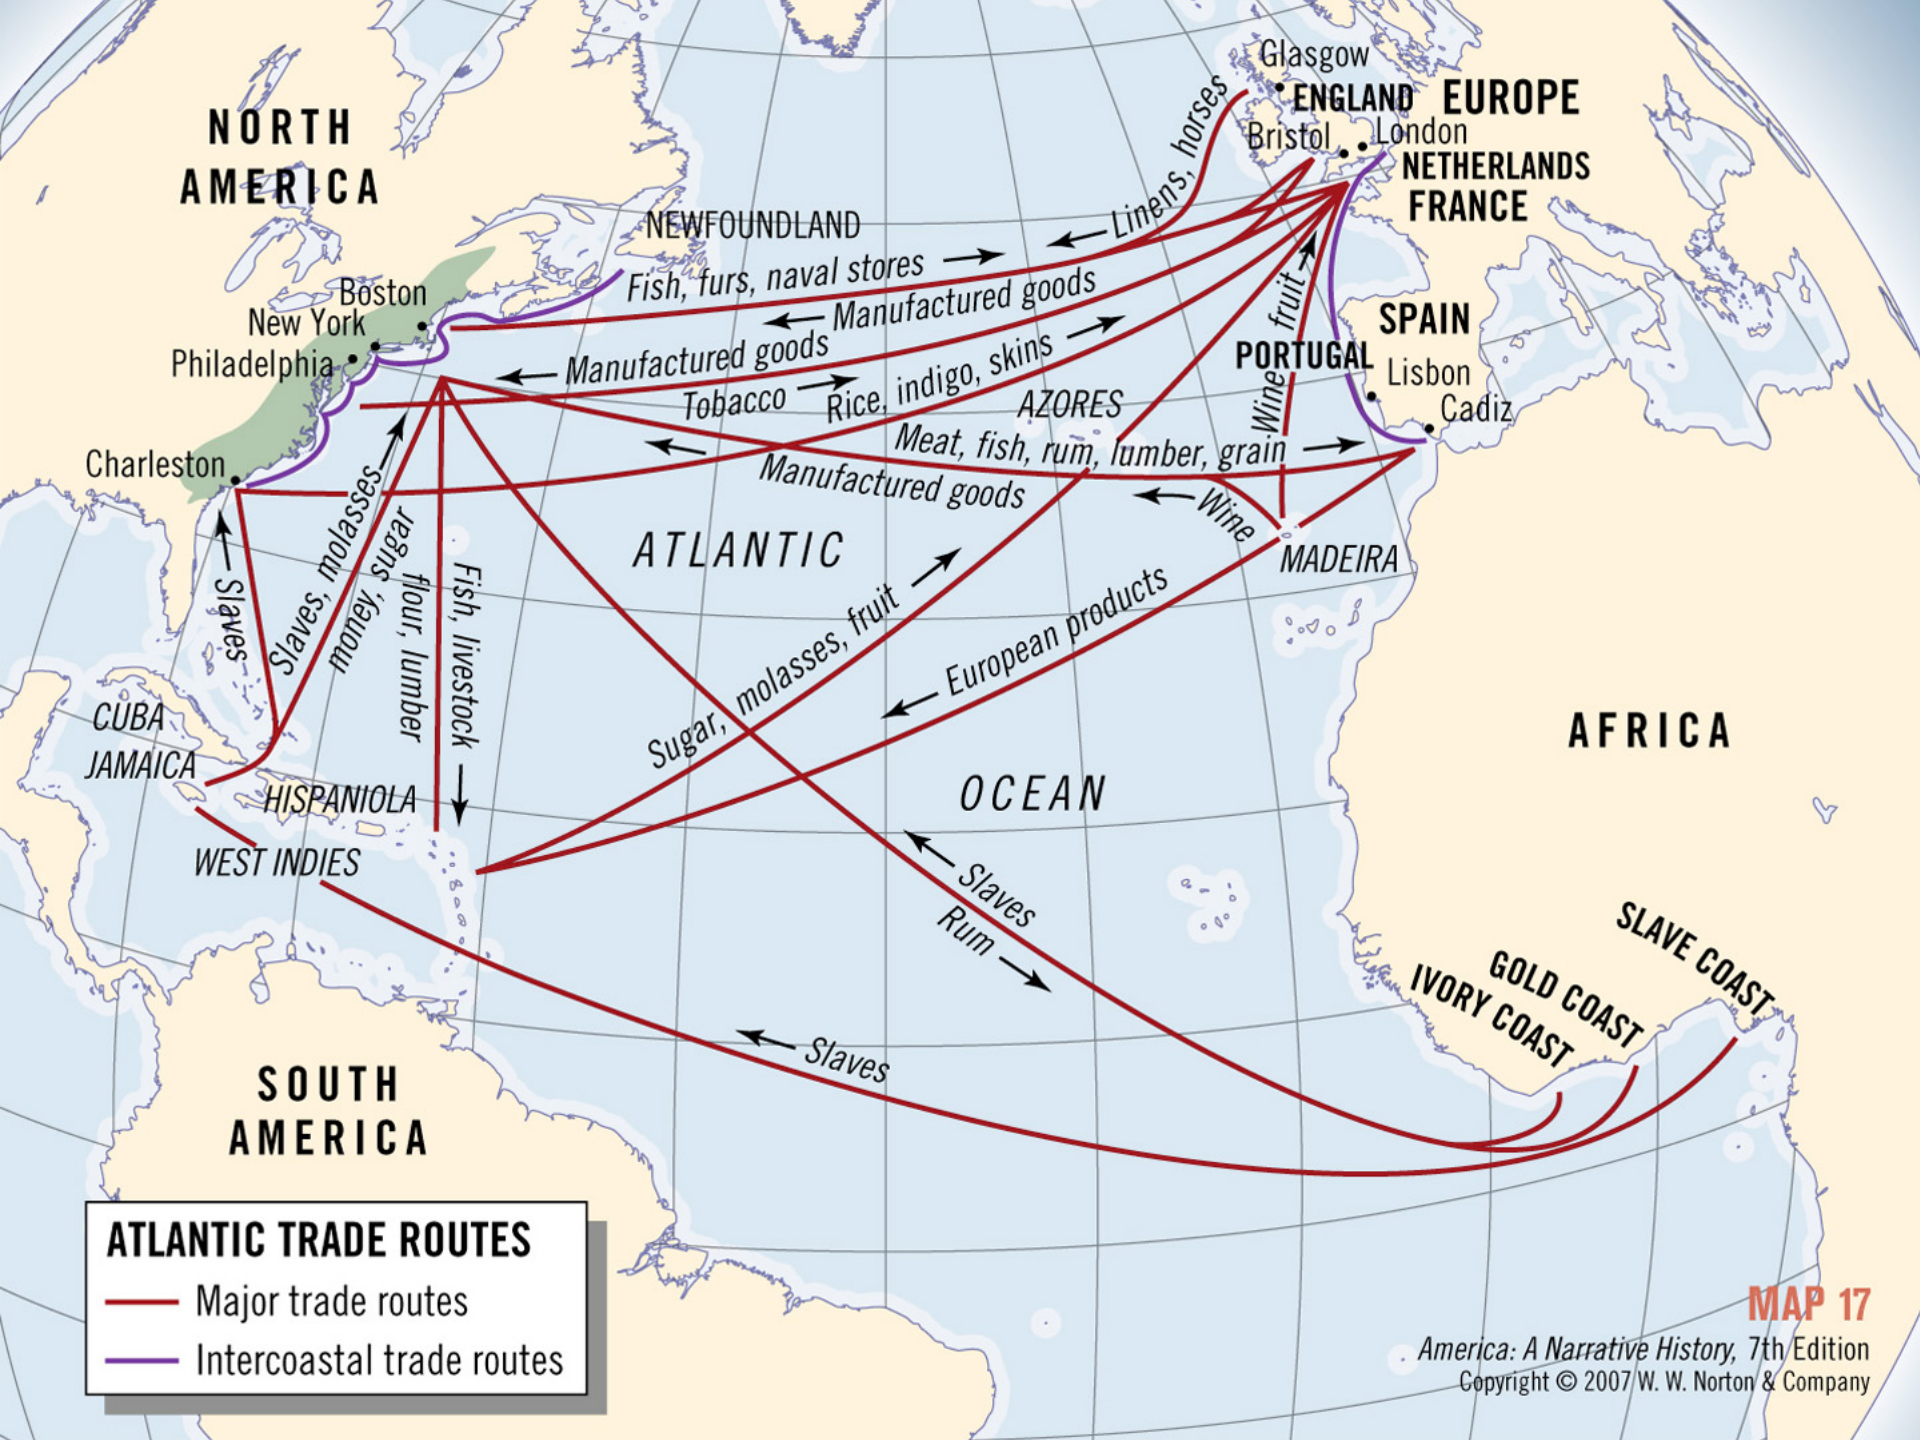 Glasgow
ENGLAND
EUROPE
Bristol
London
NETHERLANDS
FRANCE
NORTH
AMERICA
NEWFOUNDLAND
Linens, horses
Fish, furs, naval stores
Manufactured goods
Boston
New York
Philadelphia
Manufactured goods
Tobacco
Rice, indigo, skins
Wine, fruit
SPAIN
PORTUGAL
Lisbon
Cadiz
AZORES
Meat, fish, rum, lumber, grain
Manufactured goods
Wine
MADEIRA
Charleston
ATLANTIC
Slaves
Slaves, molasses
money, sugar
flour, lumber
Fish, livestock
Sugar, molasses, fruit
European products
CUBA
JAMAICA
HISPANIOLA
WEST INDIES
OCEAN
AFRICA
Slaves
Rum
Slaves
SLAVE COAST
GOLD COAST
IVORY COAST
SOUTH
AMERICA
ATLANTIC TRADE ROUTES
Major trade routes
Intercoastal trade routes
MAP 17
America: A Narrative History, 7th Edition
Copyright © 2007 W. W. Norton & Company